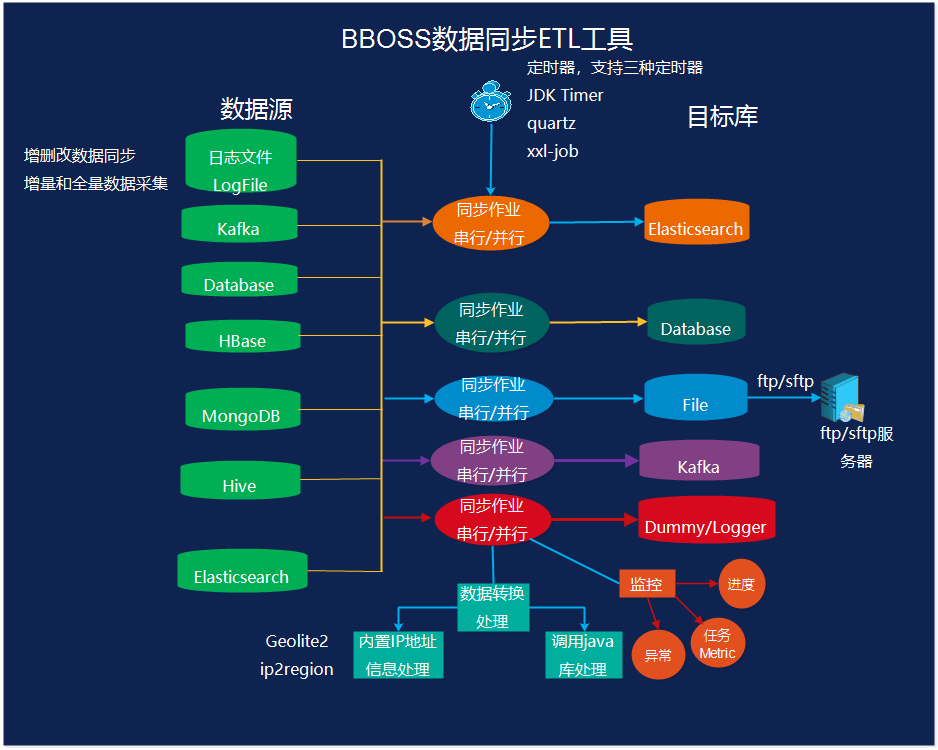 BBOSS数据同步ETL工具
定时器，支持三种定时器
JDK Timer
quartz
xxl-job
数据源
目标库
增删改数据同步
增量和全量数据采集
日志文件
LogFile
Kafka
Database
HBase
MongoDB
Hive
Elasticsearch
同步作业
串行/并行
Elasticsearch
同步作业
串行/并行
Database
同步作业
串行/并行
File
ftp/sftp
ftp/sftp服
务器
同步作业
串行/并行
Kafka
同步作业
串行/并行
Dummy/Logger
数据转换
处理
监控
进度
任务
Metric
异常
Geolite2
ip2region
内置IP地址
信息处理
调用java
库处理